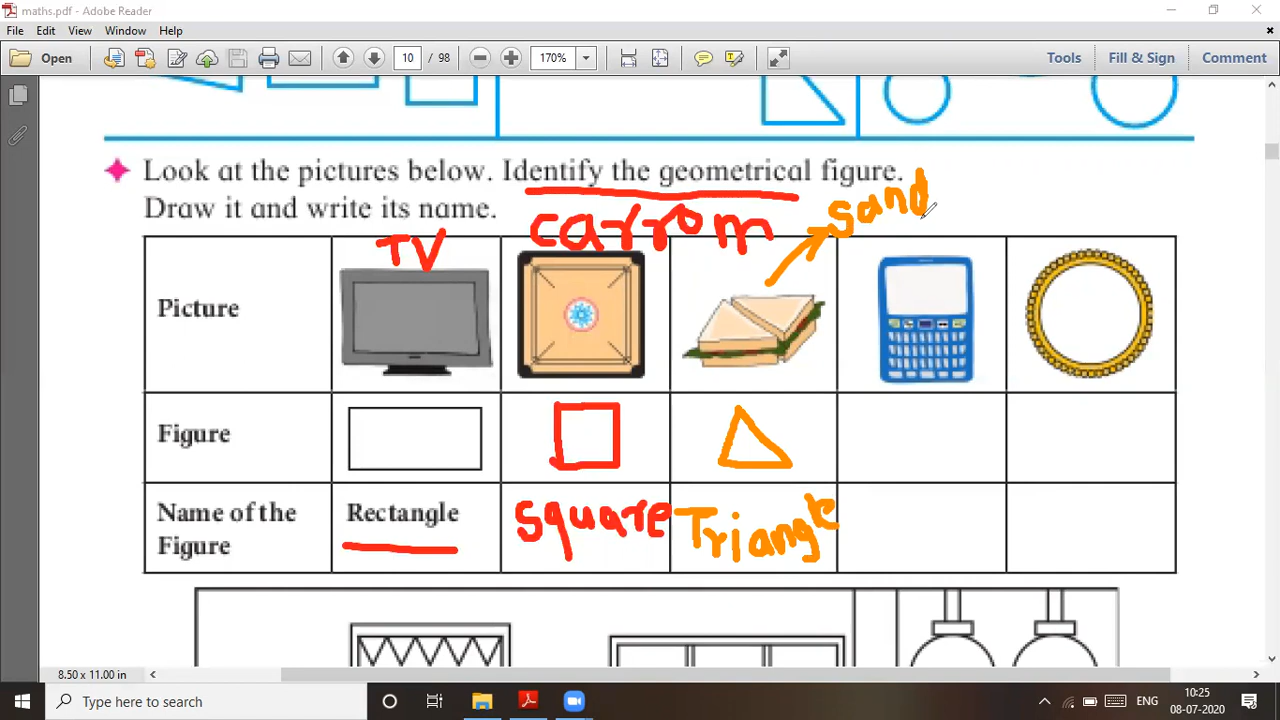 maths.pdf - Adobe Reader
File Edit View Window Help
Open 10 / 98 170% Tools Fill & Sign Comment
Look at the pictures below. Identify the geometrical figure.
Draw it and write its name.
sand
carrom
TV
Picture
Figure
Name of the Figure Rectangle square Triangle
8.50 x 11.00 in
Type here to search
ENG
10:25
08-07-2020